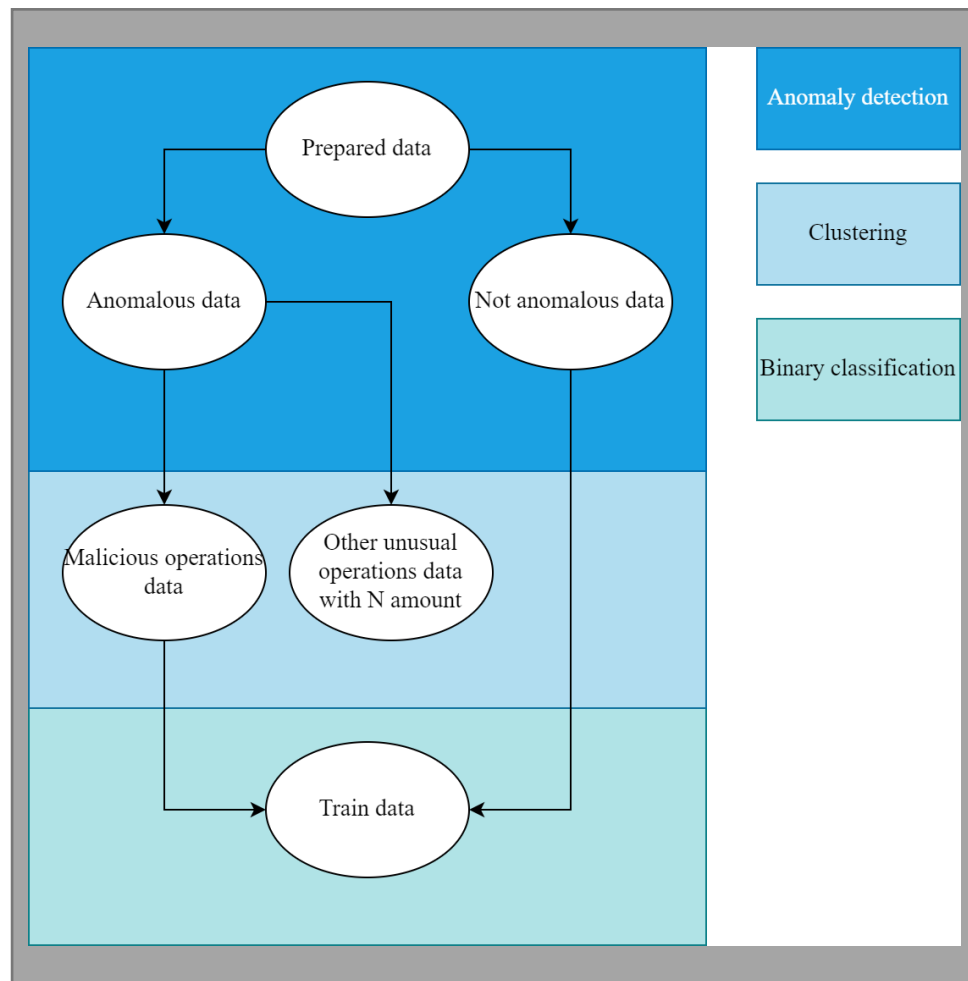 Prepared data
Anomaly detection
Clustering
Anomalous data
Not anomalous data
Binary classification
Malicious operations
data
Other unusual
operations data
with N amount
Train data